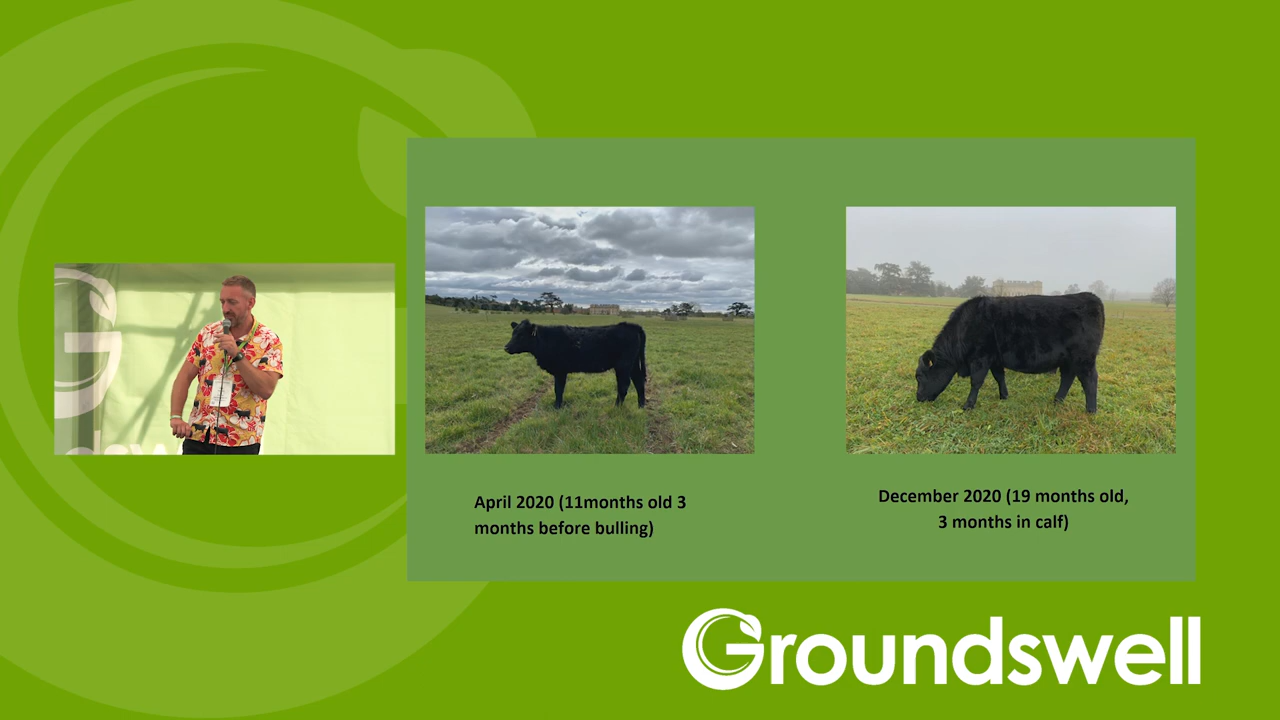 April 2020 (11months old 3
months before bulling)
December 2020 (19 months old,
3 months in calf)
Groundswell